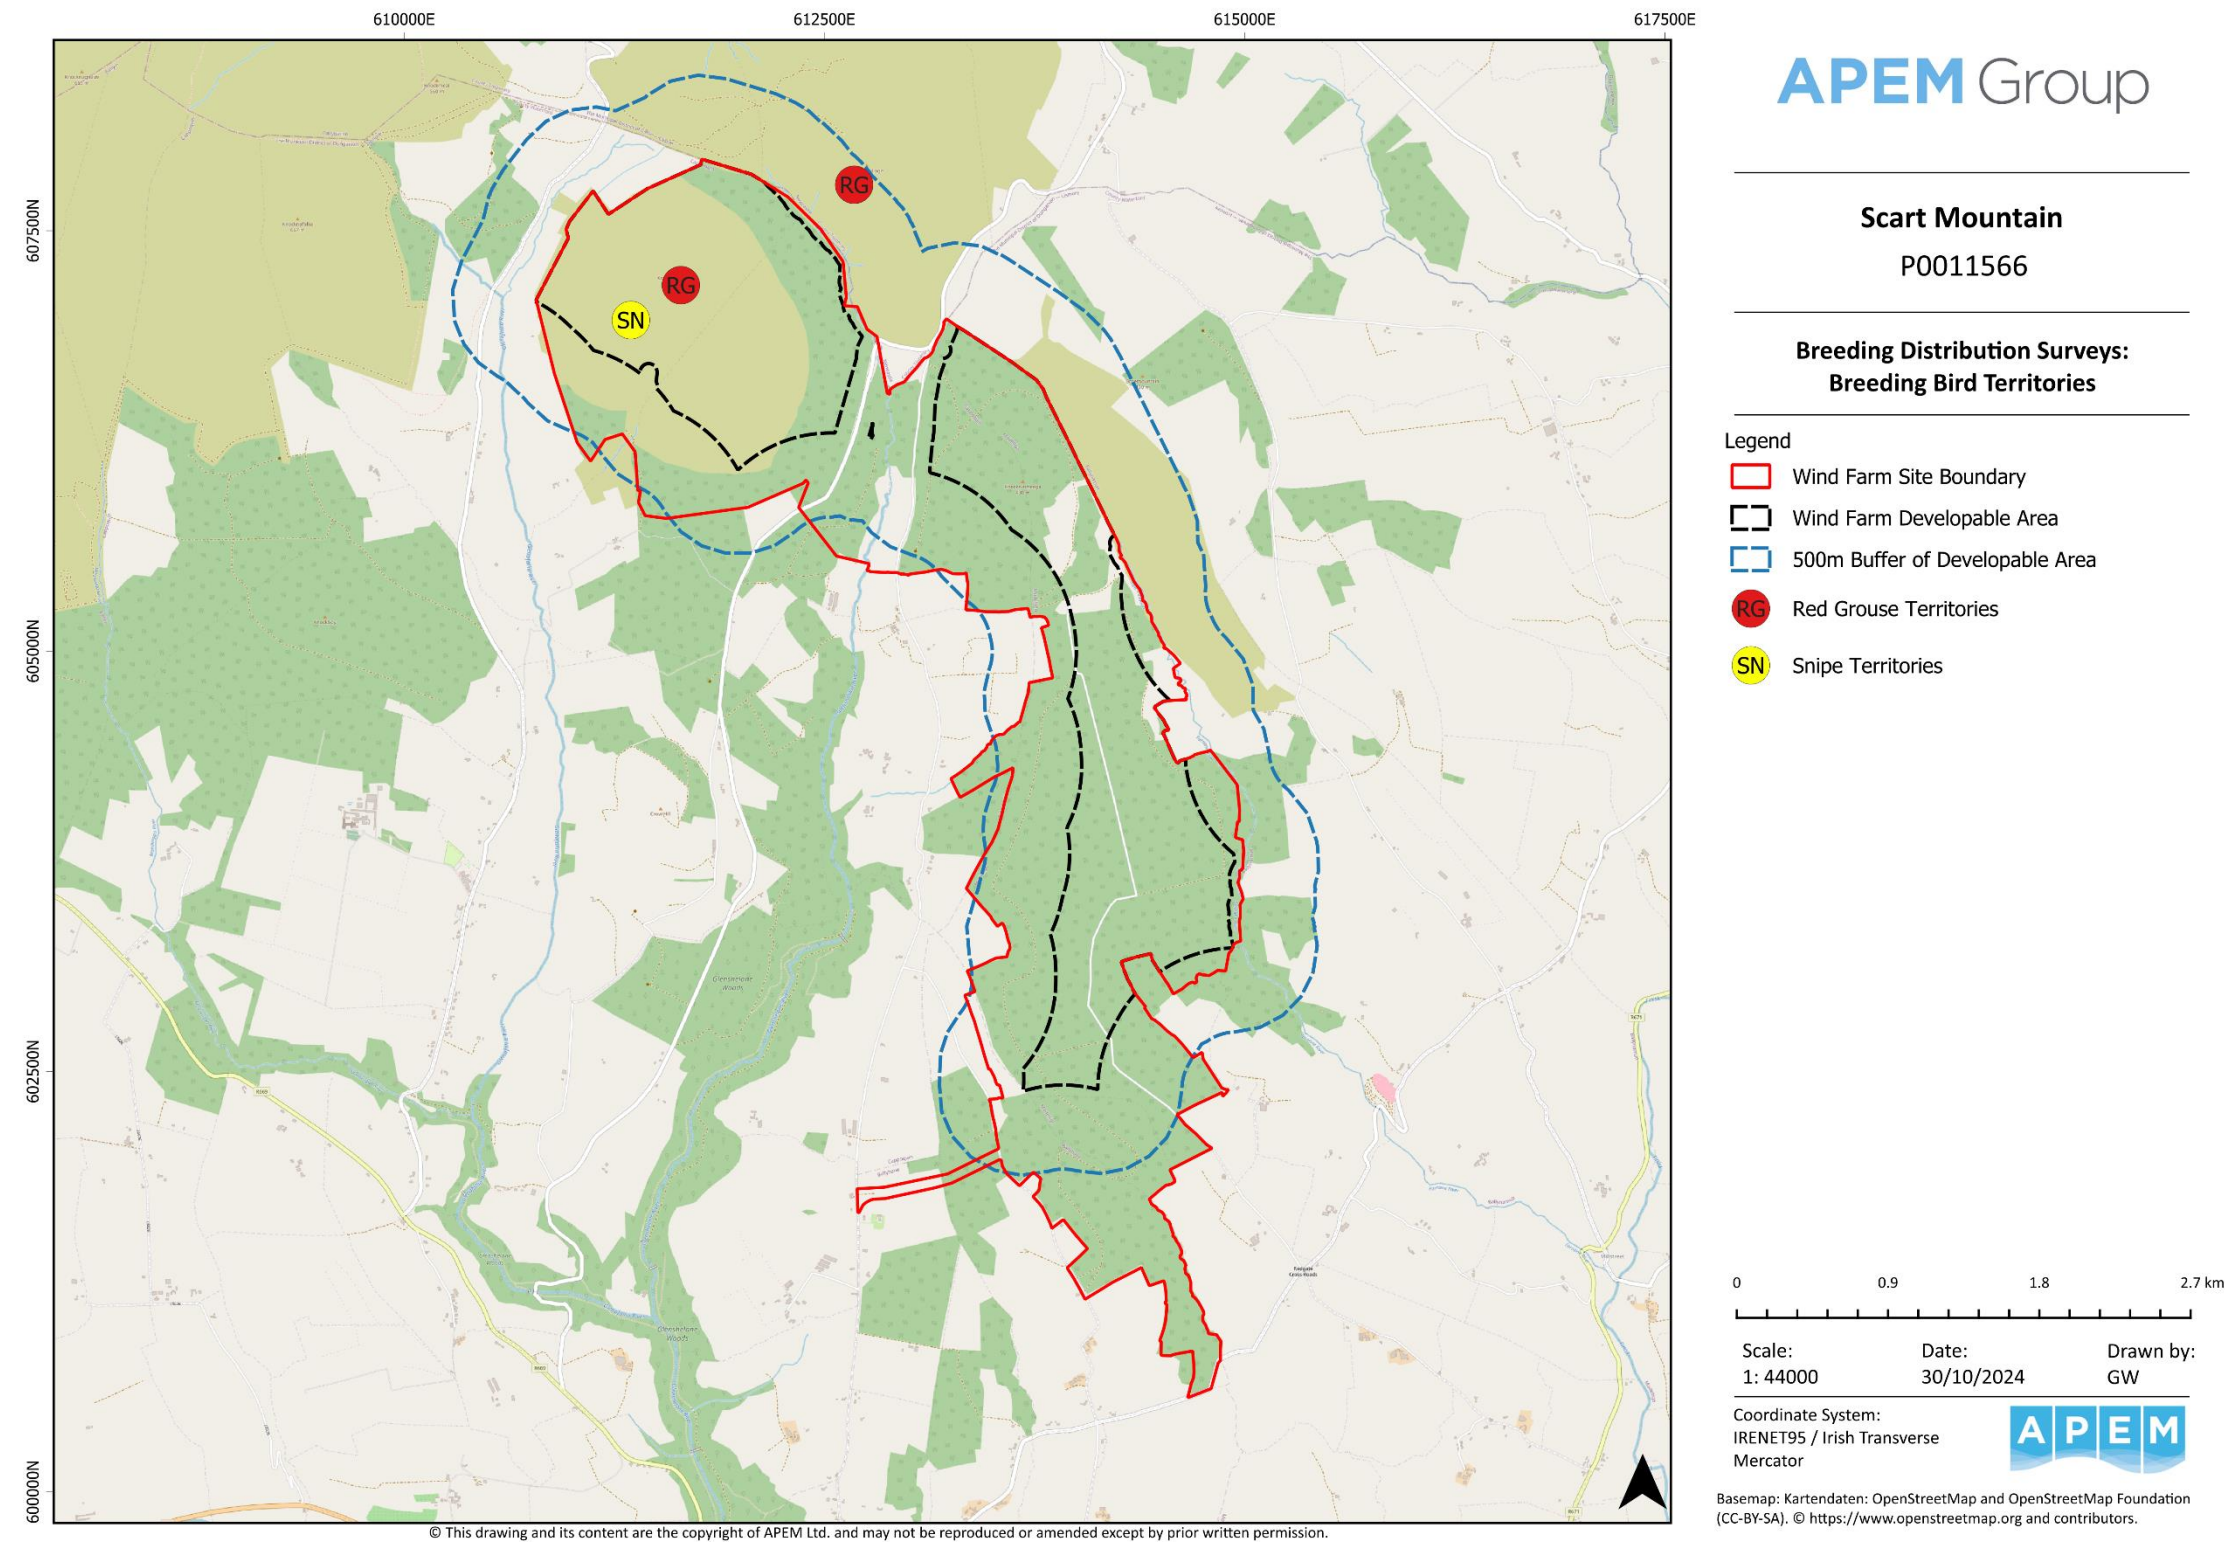 610000E
612500E
615000E
617500E
607500N
605000N
602500N
600000N
RG
RG
SN
Glensheland
Woods
© This drawing and its content are the copyright of APEM Ltd. and may not be reproduced or amended except by prior written permission.
APEM Group
Scart Mountain
P0011566
Breeding Distribution Surveys:
Breeding Bird Territories
Legend
Wind Farm Site Boundary
Wind Farm Developable Area
500m Buffer of Developable Area
RG Red Grouse Territories
SN Snipe Territories
0 0.9 1.8 2.7 km
Scale: Date: Drawn by:
1: 44000 30/10/2024 GW
Coordinate System:
IRENET95 / Irish Transverse
Mercator
APEM
Basemap: Kartendaten: OpenStreetMap and OpenStreetMap Foundation
(CC-BY-SA). © https://www.openstreetmap.org and contributors.